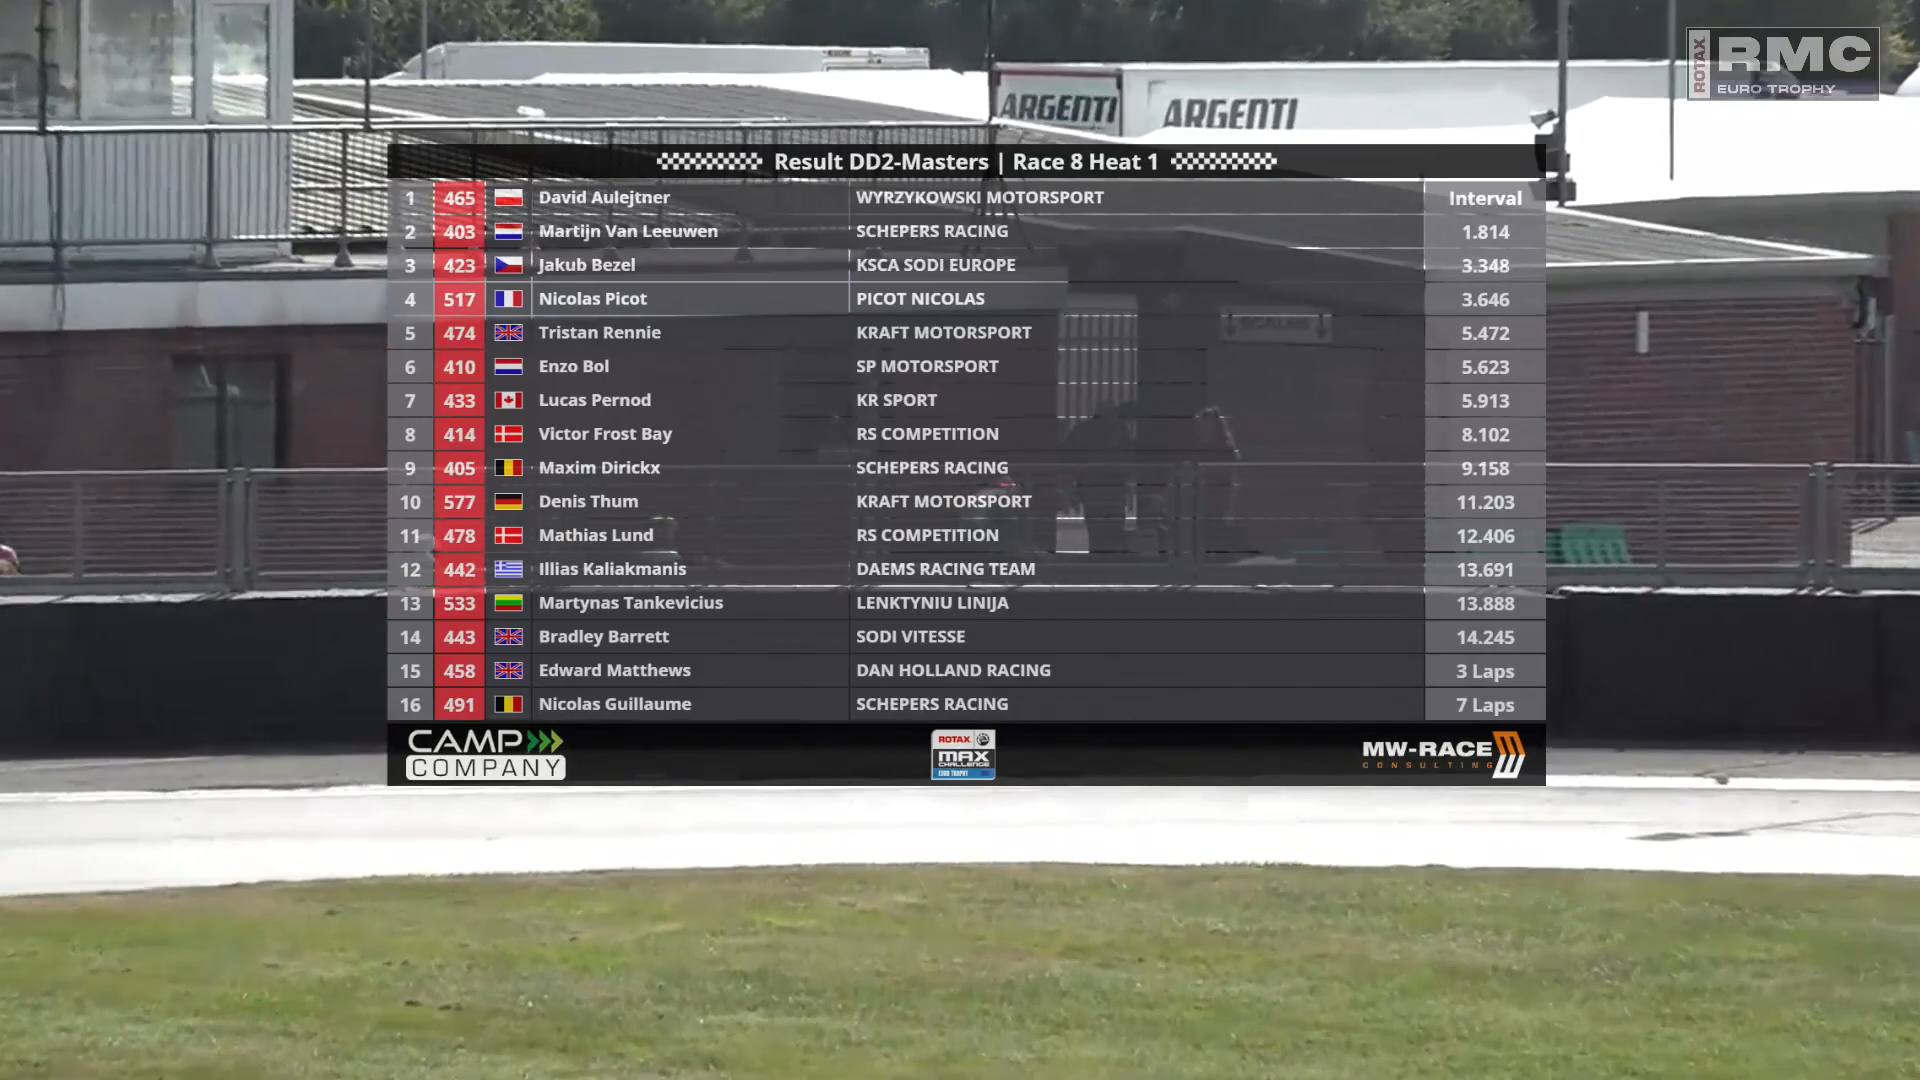 ARGENTI ARGENTI
ROTAX RMC
EURO TROPHY
Result DD2-Masters | Race 8 Heat 1
1 465 David Aulejtner WYRZYKOWSKI MOTORSPORT Interval
2 403 Martijn Van Leeuwen SCHEPERS RACING 1.814
3 423 Jakub Bezel KSCA SODI EUROPE 3.348
4 517 Nicolas Picot PICOT NICOLAS 3.646
5 474 Tristan Rennie KRAFT MOTORSPORT 5.472
6 410 Enzo Bol SP MOTORSPORT 5.623
7 433 Lucas Pernod KR SPORT 5.913
8 414 Victor Frost Bay RS COMPETITION 8.102
9 405 Maxim Dirickx SCHEPERS RACING 9.158
10 577 Denis Thum KRAFT MOTORSPORT 11.203
11 478 Mathias Lund RS COMPETITION 12.406
12 442 Illias Kaliakmanis DAEMS RACING TEAM 13.691
13 533 Martynas Tankevicius LENKTYNIU LINIJA 13.888
14 443 Bradley Barrett SODI VITESSE 14.245
15 458 Edward Matthews DAN HOLLAND RACING 3 Laps
16 491 Nicolas Guillaume SCHEPERS RACING 7 Laps
CAMP
COMPANY
ROTAX
MAX
CHALLENGE
EURO TROPHY
MW-RACE
CONSULTING